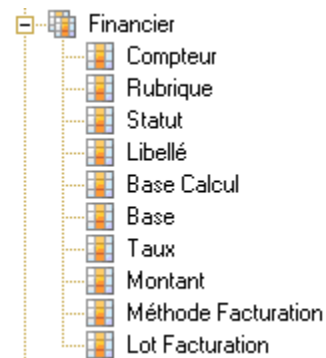 Financier
Compteur
Rubrique
Statut
Libellé
Base Calcul
Base
Taux
Montant
Méthode Facturation
Lot Facturation